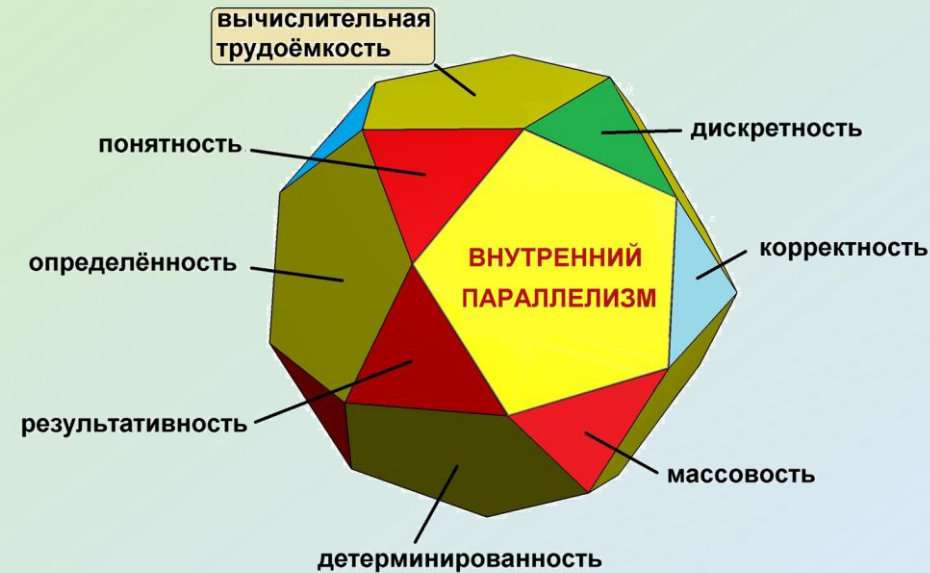 вычислительная
трудоёмкость
понятность
дискретность
определённость
ВНУТРЕННИЙ
ПАРАЛЛЕЛИЗМ
корректность
результативность
массовость
детерминированность